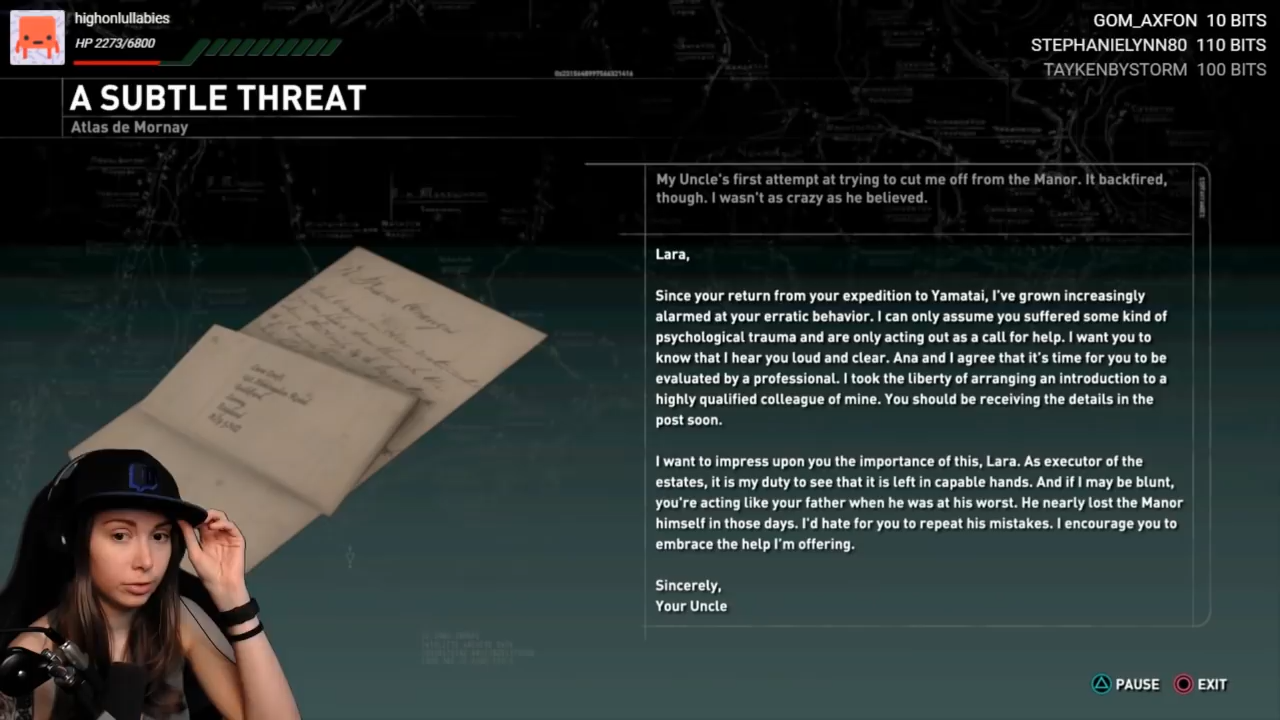 highonlullabies
HP 2273/6800
GOM_AXFON 10 BITS
STEPHANIELYNN80 110 BITS
TAYKENBYSTORM 100 BITS
A SUBTLE THREAT
Atlas de Mornay
My Uncle's first attempt at trying to cut me off from the Manor. It backfired,
though. I wasn't as crazy as he believed.
Lara,
Since your return from your expedition to Yamatai, I've grown increasingly
alarmed at your erratic behavior. I can only assume you suffered some kind of
psychological trauma and are only acting out as a call for help. I want you to
know that I hear you loud and clear. Ana and I agree that it's time for you to be
evaluated by a professional. I took the liberty of arranging an introduction to a
highly qualified colleague of mine. You should be receiving the details in the
post soon.
I want to impress upon you the importance of this, Lara. As executor of the
estates, it is my duty to see that it is left in capable hands. And if I may be blunt,
you're acting like your father when he was at his worst. He nearly lost the Manor
himself in those days. I'd hate for you to repeat his mistakes. I encourage you to
embrace the help I'm offering.
Sincerely,
Your Uncle
PAUSE
EXIT